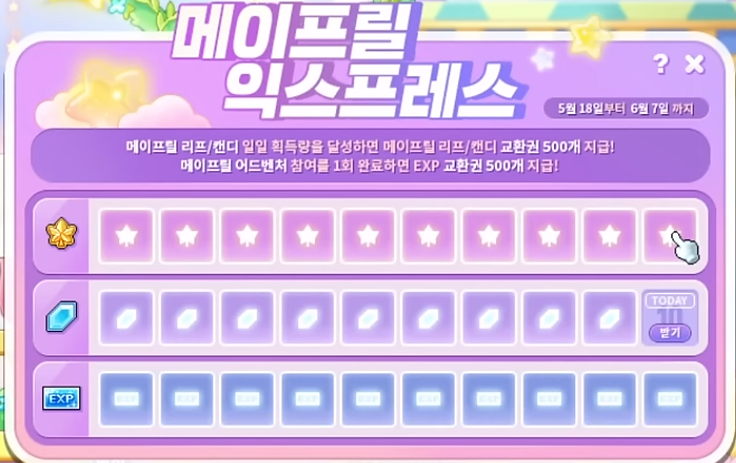 메이프릴
익스프레스
? ×
5월 18일부터 6월 7일 까지
메이프릴 리프/캔디 일일 획득량을 달성하면 메이프릴 리프/캔디 교환권 500개 지급!
메이프릴 어드벤처 참여를 1회 완료하면 EXP 교환권 500개 지급!
TODAY
10
받기
EXP